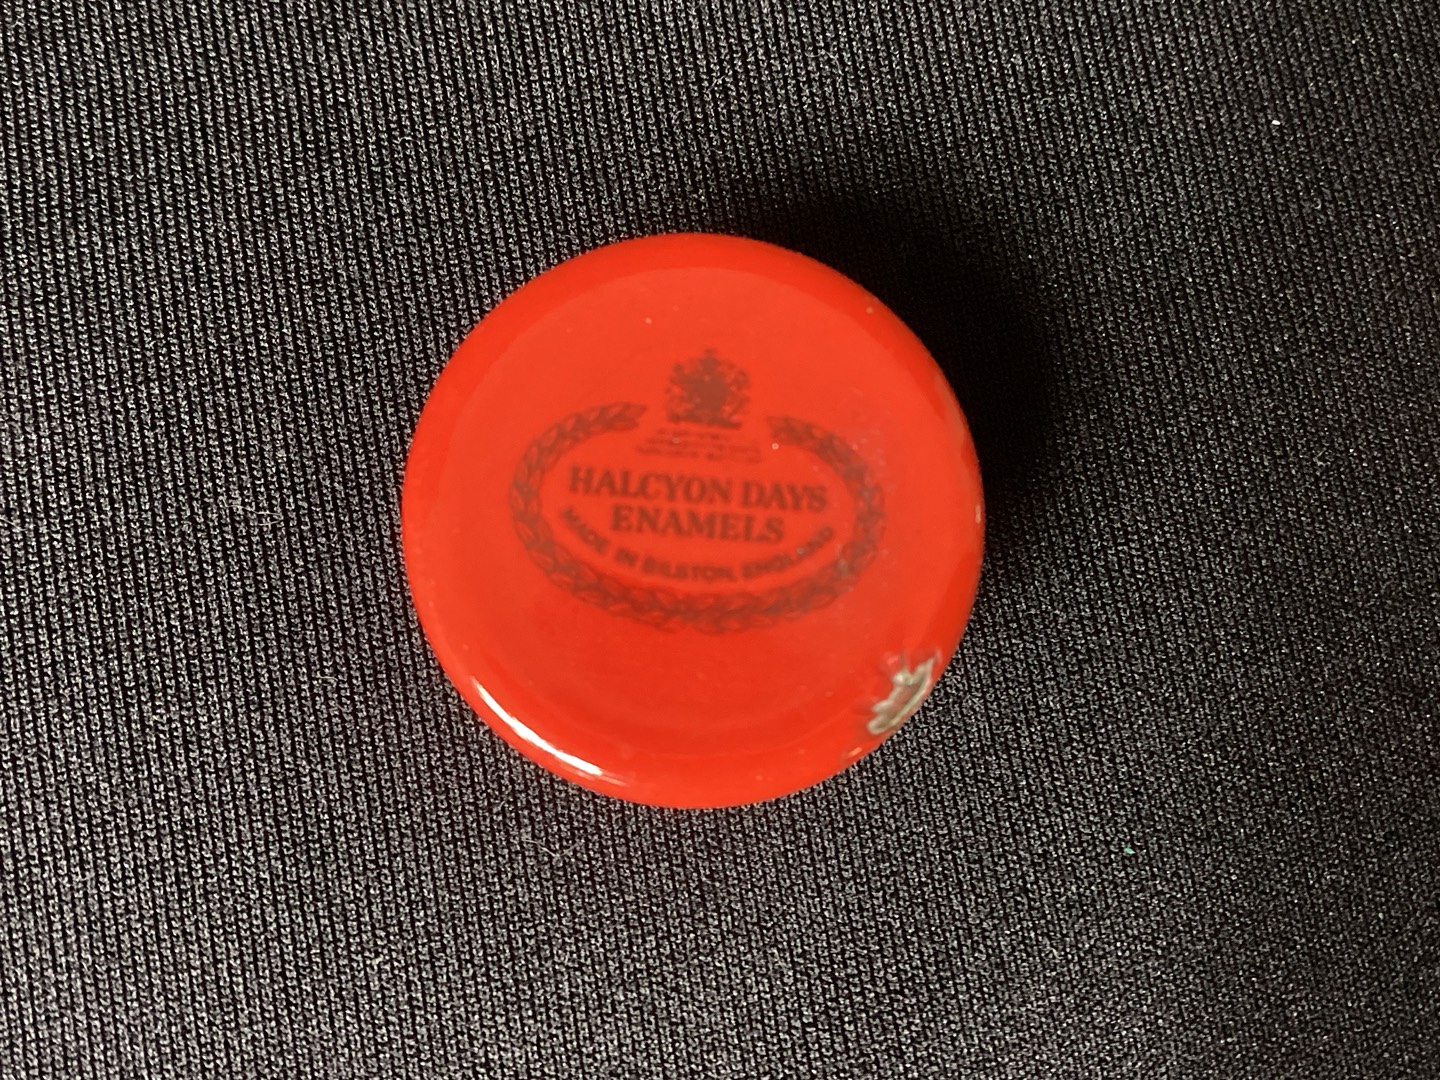 HALCYON DAYS
ENAMELS
MADE IN BILSTON, ENGLAND